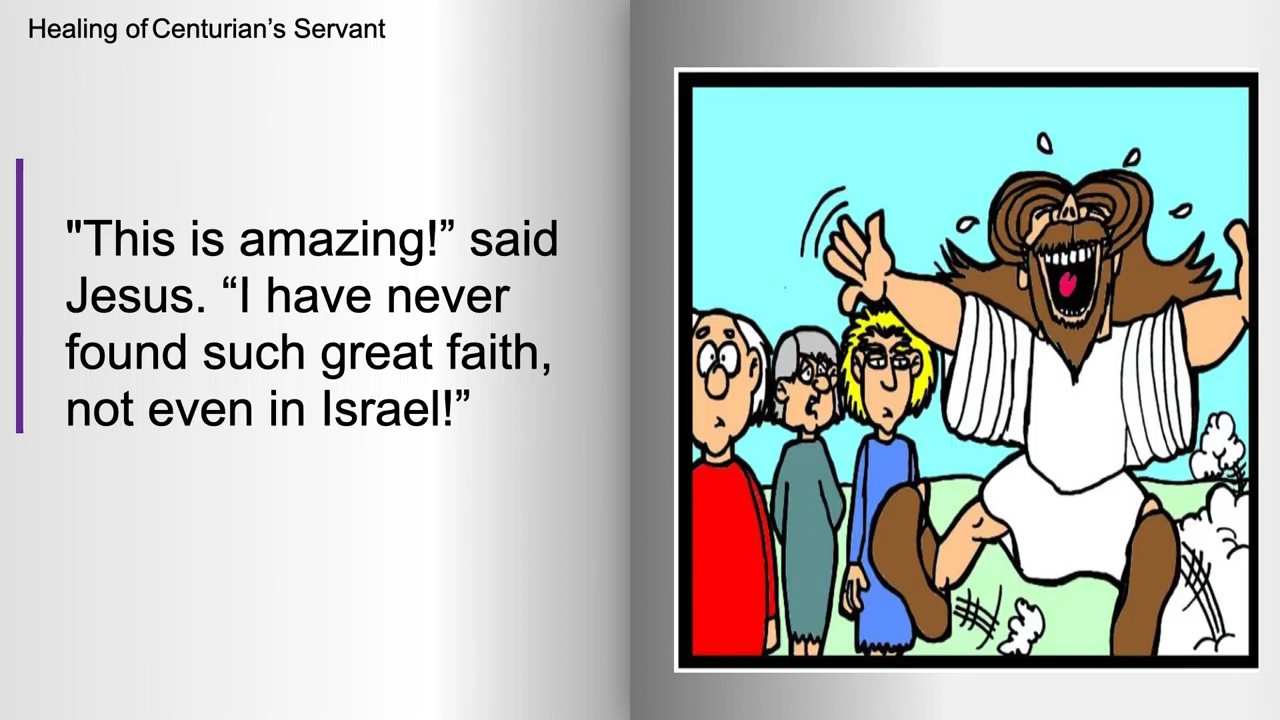 Healing of Centurian’s Servant
"This is amazing!” said
Jesus. “I have never
found such great faith,
not even in Israel!”